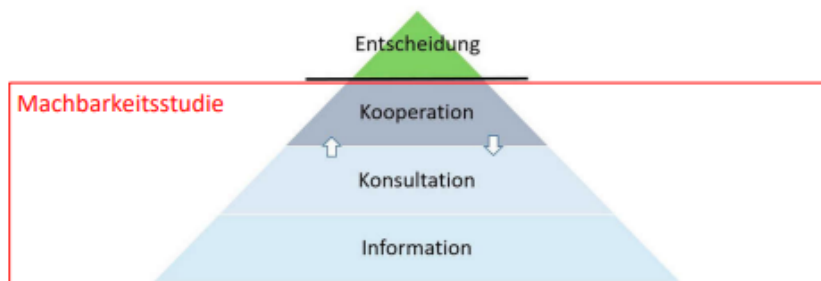 Entscheidung
Machbarkeitsstudie
Kooperation
Konsultation
Information